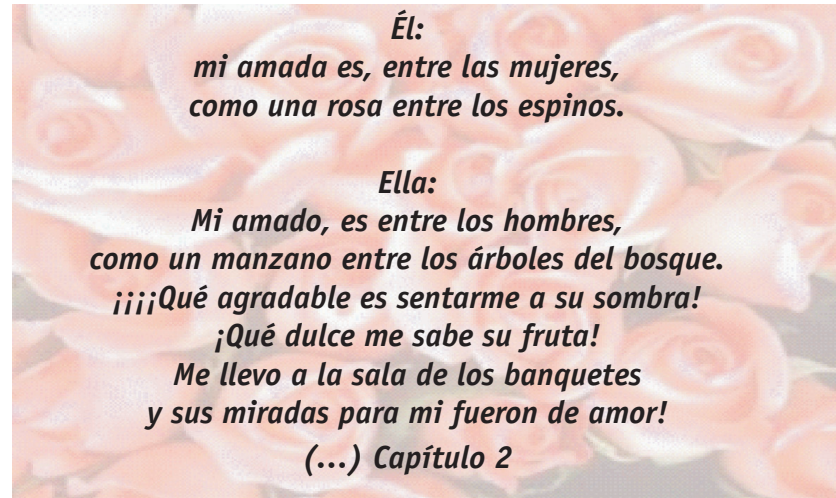 Él:
mi amada es, entre las mujeres,
como una rosa entre los espinos.
Ella:
Mi amado, es entre los hombres,
como un manzano entre los árboles del bosque.
¡¡¡¡Qué agradable es sentarme a su sombra!
¡Qué dulce me sabe su fruta!
Me llevo a la sala de los banquetes
y sus miradas para mi fueron de amor!
(...) Capítulo 2